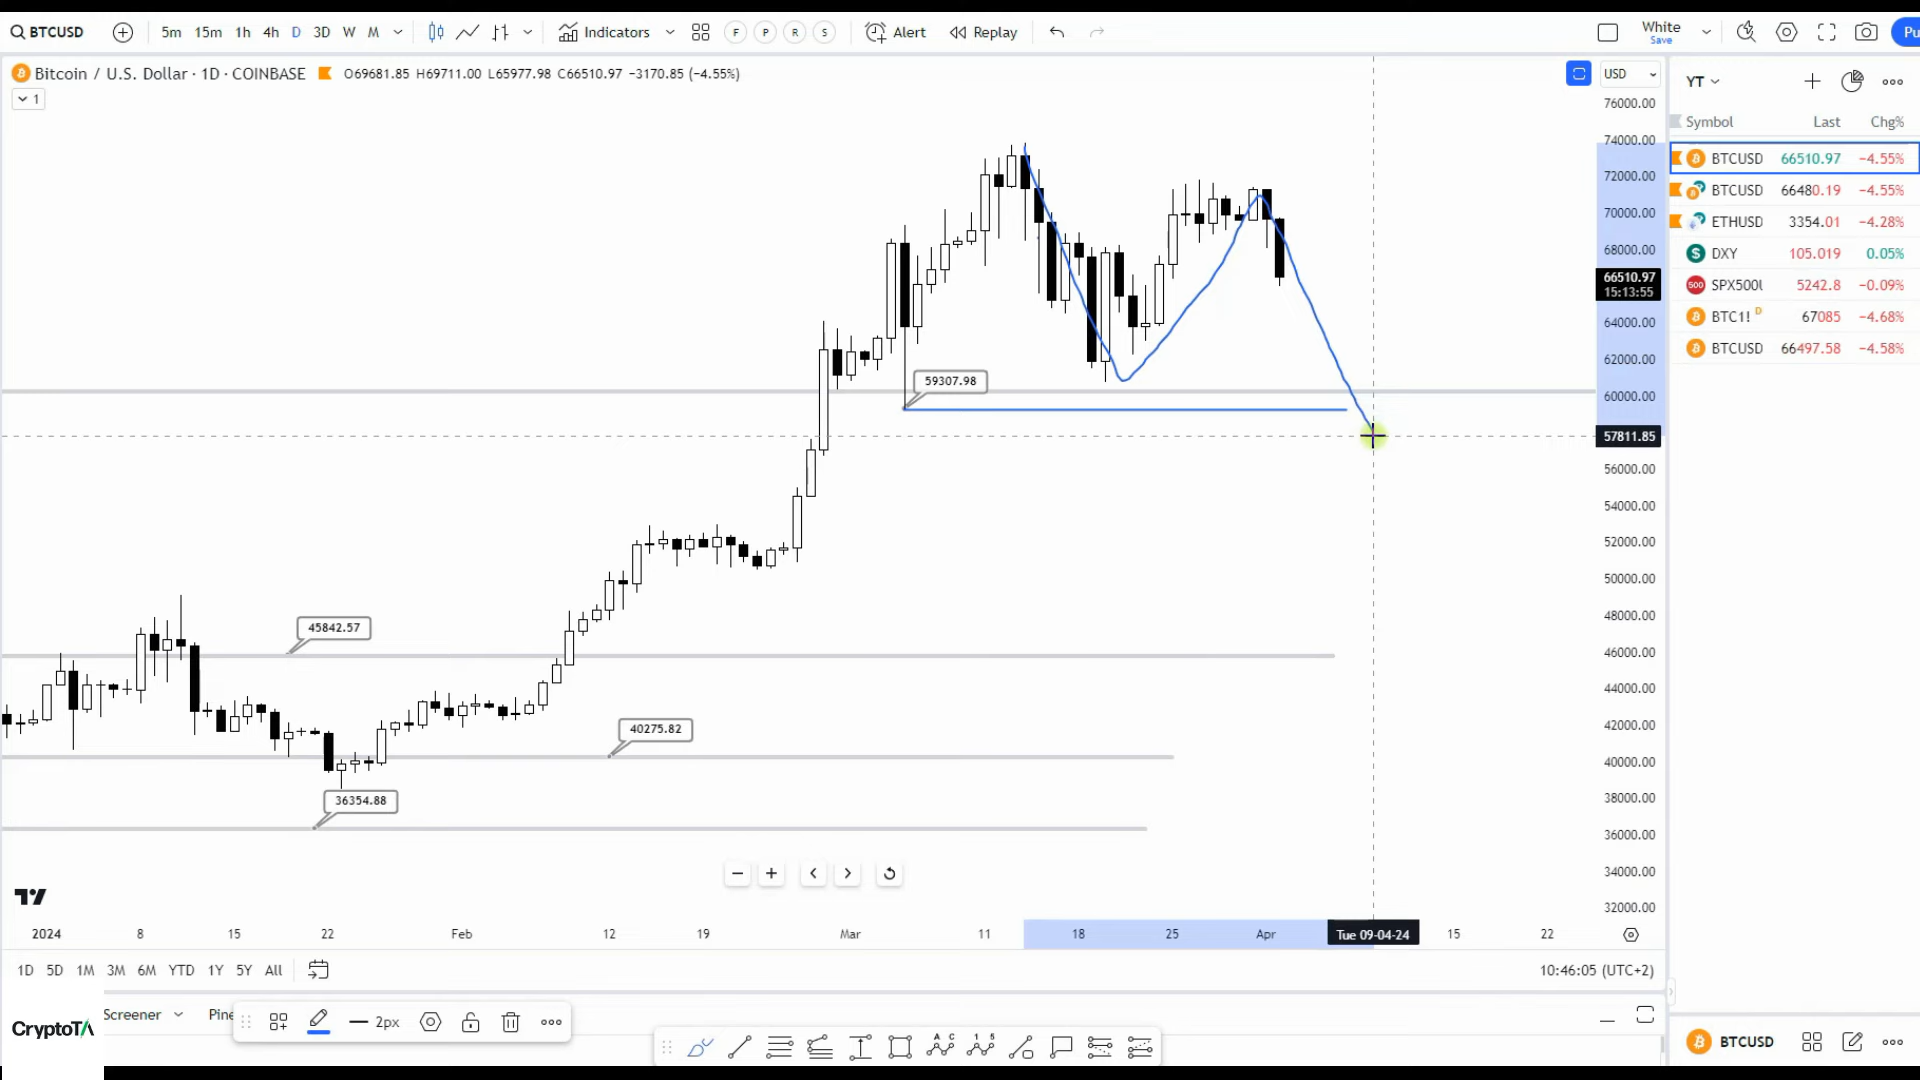 BTCUSD 5m 15m 1h 4h D 3D W M Indicators F P R S Alert Replay White Save Pu
Bitcoin / U.S. Dollar · 1D · COINBASE O69681.85 H69711.00 L65977.98 C66510.97 −3170.85 (−4.55%)
1
USD
76000.00
74000.00
72000.00
70000.00
68000.00
66510.97
15:13:55
64000.00
62000.00
60000.00
57811.85
56000.00
54000.00
52000.00
50000.00
48000.00
46000.00
44000.00
42000.00
40000.00
38000.00
36000.00
34000.00
32000.00
59307.98
45842.57
40275.82
36354.88
2024 8 15 22 Feb 12 19 Mar 11 18 25 Apr Tue 09-04-24 15 22
1D 5D 1M 3M 6M YTD 1Y 5Y All 10:46:05 (UTC+2)
Screener Pine
2px
CryptoTA
YT
Symbol Last Chg%
BTCUSD 66510.97 −4.55%
BTCUSD 66480.19 −4.55%
ETHUSD 3354.01 −4.28%
DXY 105.019 0.05%
500 SPX500U 5242.8 −0.09%
BTC1! D 67085 −4.68%
BTCUSD 66497.58 −4.58%
BTCUSD